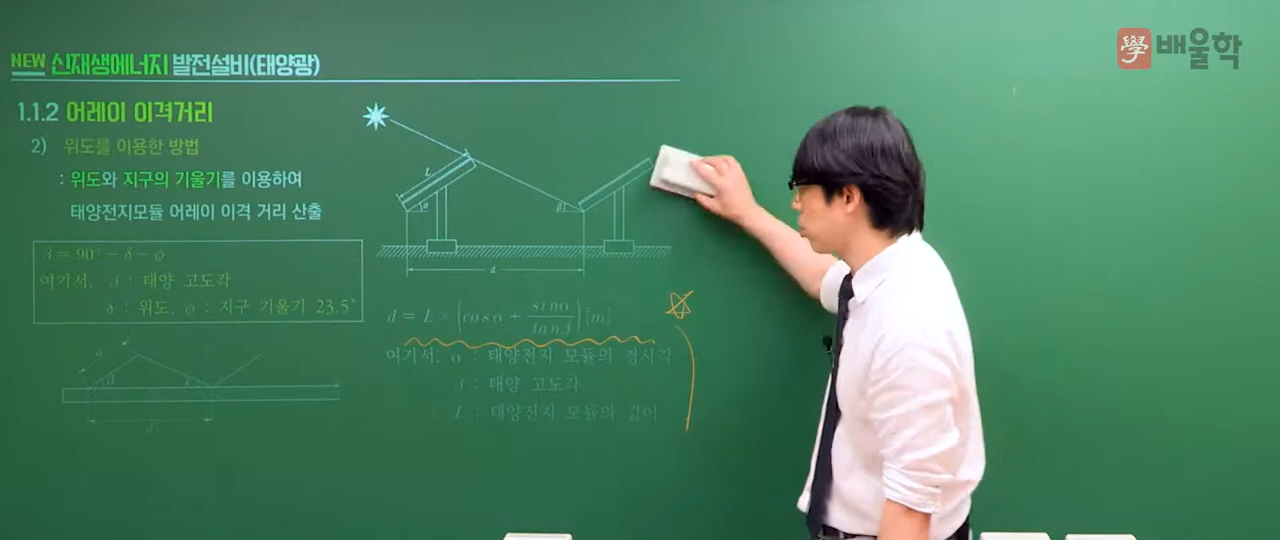 NEW 신재생에너지 발전설비(태양광)
學 배울학
1.1.2 어레이 이격거리
2) 위도를 이용한 방법
: 위도와 지구의 기울기를 이용하여
태양전지모듈 어레이 이격 거리 산출
β = 90° - δ - φ
여기서, β : 태양 고도각
δ : 위도, φ : 지구 기울기 23.5°
L
α
β
d
d = L × (cosα + sinα/tanβ) [m]
여기서, α : 태양전지 모듈의 경사각
β : 태양 고도각
L : 태양전지 모듈의 길이